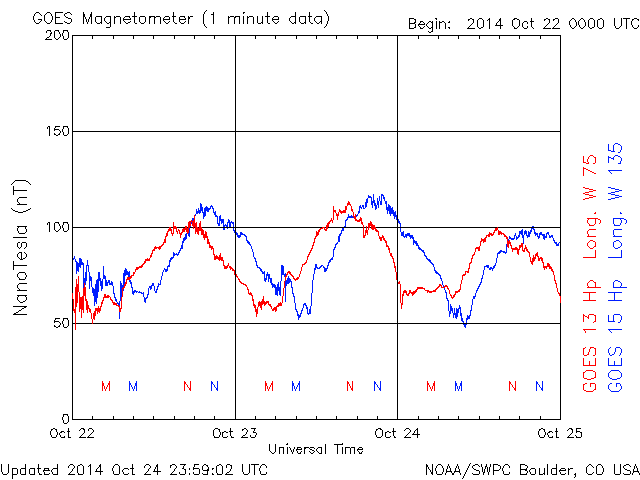 GOES Magnetometer (1 minute data)
Begin: 2014 Oct 22 0000 UTC
200
150
100
50
0
NanoTesla (nT)
M M N N M M N N M M N N
Oct 22 Oct 23 Oct 24 Oct 25
Universal Time
GOES 13 Hp Long. W 75
GOES 15 Hp Long. W 135
Updated 2014 Oct 24 23:59:02 UTC
NOAA/SWPC Boulder, CO USA